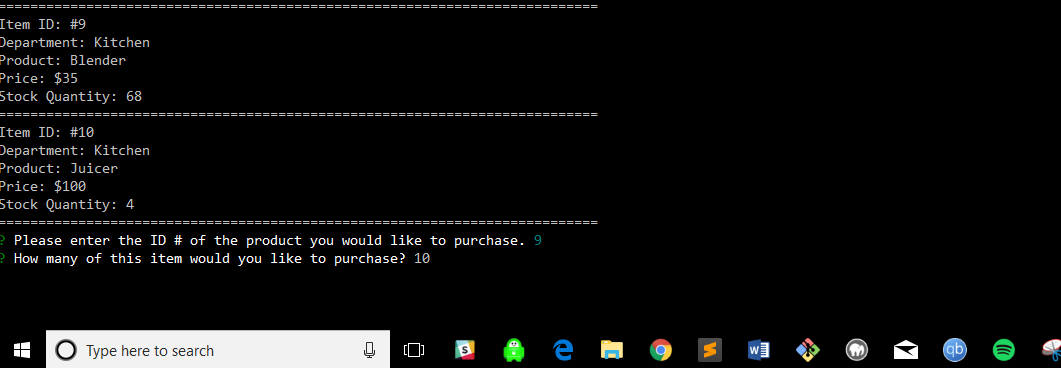 ===========================================================================
Item ID: #9
Department: Kitchen
Product: Blender
Price: $35
Stock Quantity: 68
===========================================================================
Item ID: #10
Department: Kitchen
Product: Juicer
Price: $100
Stock Quantity: 4
===========================================================================
? Please enter the ID # of the product you would like to purchase. 9
? How many of this item would you like to purchase? 10
Type here to search
S
S
W
qb